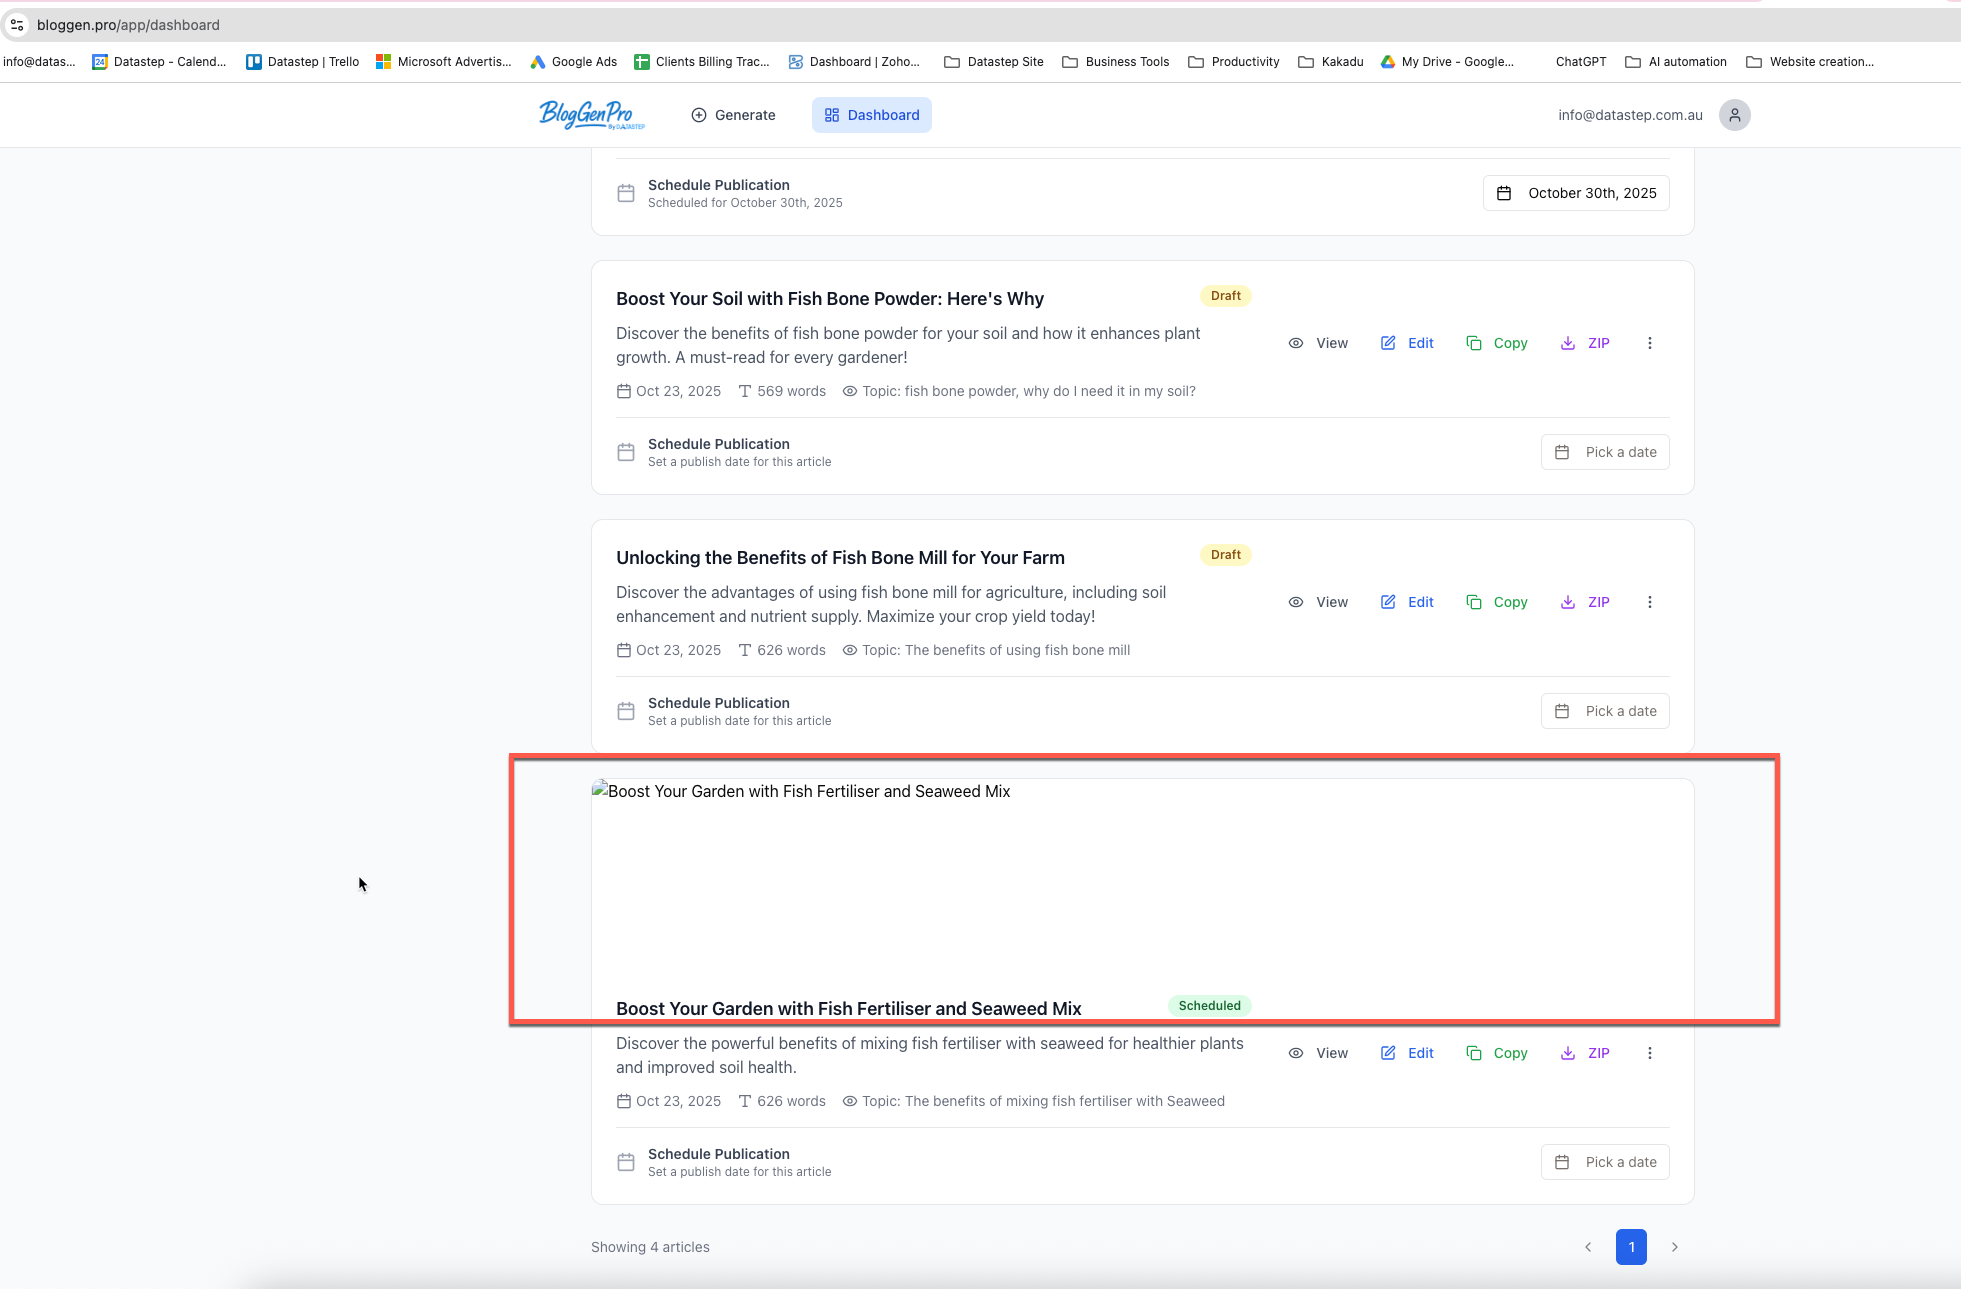 bloggen.pro/app/dashboard
info@datas... Datastep - Calend... Datastep | Trello Microsoft Advertis... Google Ads Clients Billing Trac... Dashboard | Zoho... Datastep Site Business Tools Productivity Kakadu My Drive - Google... ChatGPT AI automation Website creation...
BlogGenPro By DATASTEP Generate Dashboard info@datastep.com.au
Schedule Publication
Scheduled for October 30th, 2025
October 30th, 2025
Boost Your Soil with Fish Bone Powder: Here's Why Draft
Discover the benefits of fish bone powder for your soil and how it enhances plant
growth. A must-read for every gardener!
View Edit Copy ZIP
Oct 23, 2025 569 words Topic: fish bone powder, why do I need it in my soil?
Schedule Publication
Set a publish date for this article
Pick a date
Unlocking the Benefits of Fish Bone Mill for Your Farm Draft
Discover the advantages of using fish bone mill for agriculture, including soil
enhancement and nutrient supply. Maximize your crop yield today!
View Edit Copy ZIP
Oct 23, 2025 626 words Topic: The benefits of using fish bone mill
Schedule Publication
Set a publish date for this article
Pick a date
Boost Your Garden with Fish Fertiliser and Seaweed Mix
Boost Your Garden with Fish Fertiliser and Seaweed Mix Scheduled
Discover the powerful benefits of mixing fish fertiliser with seaweed for healthier plants
and improved soil health.
View Edit Copy ZIP
Oct 23, 2025 626 words Topic: The benefits of mixing fish fertiliser with Seaweed
Schedule Publication
Set a publish date for this article
Pick a date
Showing 4 articles 1